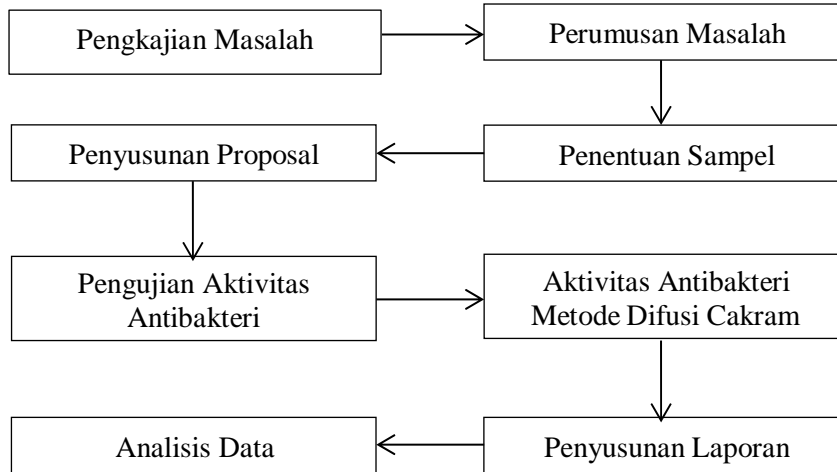 Pengkajian Masalah
Perumusan Masalah
Penyusunan Proposal
Penentuan Sampel
Pengujian Aktivitas
Antibakteri
Aktivitas Antibakteri
Metode Difusi Cakram
Analisis Data
Penyusunan Laporan